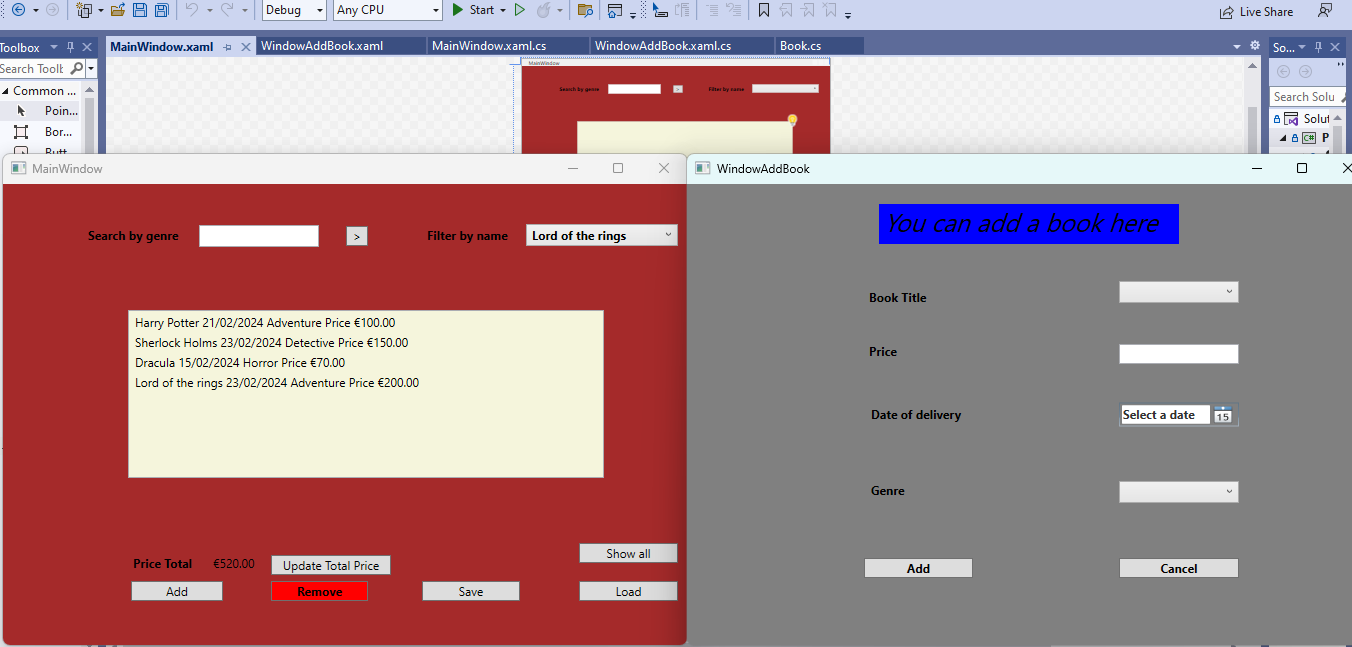 Debug Any CPU Start Live Share
Toolbox MainWindow.xaml WindowAddBook.xaml MainWindow.xaml.cs WindowAddBook.xaml.cs Book.cs So...
Search Toolb Search Solu
Common ... Solut
Poin...
Bor...
MainWindow
Search by genre Filter by name
MainWindow
Search by genre > Filter by name Lord of the rings
Harry Potter 21/02/2024 Adventure Price €100.00
Sherlock Holms 23/02/2024 Detective Price €150.00
Dracula 15/02/2024 Horror Price €70.00
Lord of the rings 23/02/2024 Adventure Price €200.00
Show all
Price Total €520.00 Update Total Price
Add Remove Save Load
WindowAddBook
You can add a book here
Book Title
Price
Date of delivery Select a date 15
Genre
Add Cancel